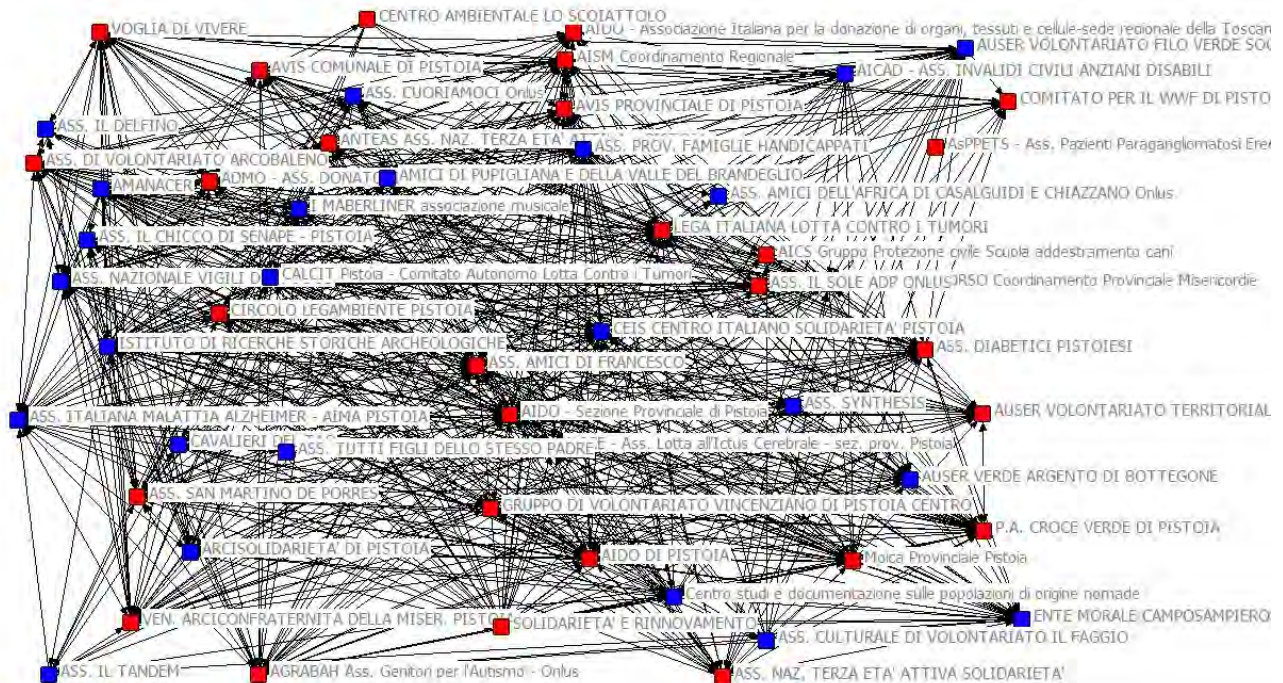 CENTRO AMBIENTALE LO SCOIATTOLO
VOGLIA DI VIVERE
AIDO - Associazione Italiana per la donazione di organi, tessuti e cellule-sede regionale della Toscan
AUSER VOLONTARIATO FILO VERDE SOC
AISM Coordinamento Regionale
AVIS COMUNALE DI PISTOIA
AICAD - ASS. INVALIDI CIVILI ANZIANI DISABILI
ASS. CUORIAMOCI Onlus
AVIS PROVINCIALE DI PISTOIA
COMITATO PER IL WWF DI PISTO
ASS. IL DELFINO
ANTEAS ASS. NAZ. TERZA ETA' AT
ASS. PROV. FAMIGLIE HANDICAPPATI
AsPPETS - Ass. Pazienti Paragangliomatosi Ere
ASS. DI VOLONTARIATO ARCOBALENO
AMANACER
ADMO - ASS. DONATO
AMICI DI PUPIGLIANA E DELLA VALLE DEL BRANDEGLIO
ASS. AMICI DELL'AFRICA DI CASALGUIDI E CHIAZZANO Onlus
I MABERLINER associazione musicale
LEGA ITALIANA LOTTA CONTRO I TUMORI
ASS. IL CHICCO DI SENAPE - PISTOIA
AICS Gruppo Protezione civile Scuola addestramento cani
ASS. NAZIONALE VIGILI D
CALCIT Pistoia - Comitato Autonomo Lotta Contro i Tumori
ASS. IL SOLE ADP ONLUS
ORSO Coordinamento Provinciale Misericordie
CIRCOLO LEGAMBIENTE PISTOIA
CEIS CENTRO ITALIANO SOLIDARIETA' PISTOIA
ISTITUTO DI RICERCHE STORICHE ARCHEOLOGICHE
ASS. DIABETICI PISTOIESI
ASS. AMICI DI FRANCESCO
ASS. SYNTHESIS
ASS. ITALIANA MALATTIA ALZHEIMER - AIMA PISTOIA
AIDO - Sezione Provinciale di Pistoia
AUSER VOLONTARIATO TERRITORIAL
CAVALIERI DEL
ASS. TUTTI FIGLI DELLO STESSO PADRE
E - Ass. Lotta all'Ictus Cerebrale - sez. prov. Pistoia
AUSER VERDE ARGENTO DI BOTTEGONE
ASS. SAN MARTINO DE PORRES
GRUPPO DI VOLONTARIATO VINCENZIANO DI PISTOIA CENTRO
P.A. CROCE VERDE DI PISTOIA
ARCISOLIDARIETA' DI PISTOIA
AIDO DI PISTOIA
Moica Provinciale Pistoia
Centro studi e documentazione sulle popolazioni di origine nomade
VEN. ARCICONFRATERNITA DELLA MISER. PISTO
SOLIDARIETA' E RINNOVAMENTO
ENTE MORALE CAMPOSAMPIERO
ASS. CULTURALE DI VOLONTARIATO IL FAGGIO
ASS. IL TANDEM
AGRABAH Ass. Genitori per l'Autismo - Onlus
ASS. NAZ. TERZA ETA' ATTIVA SOLIDARIETA'